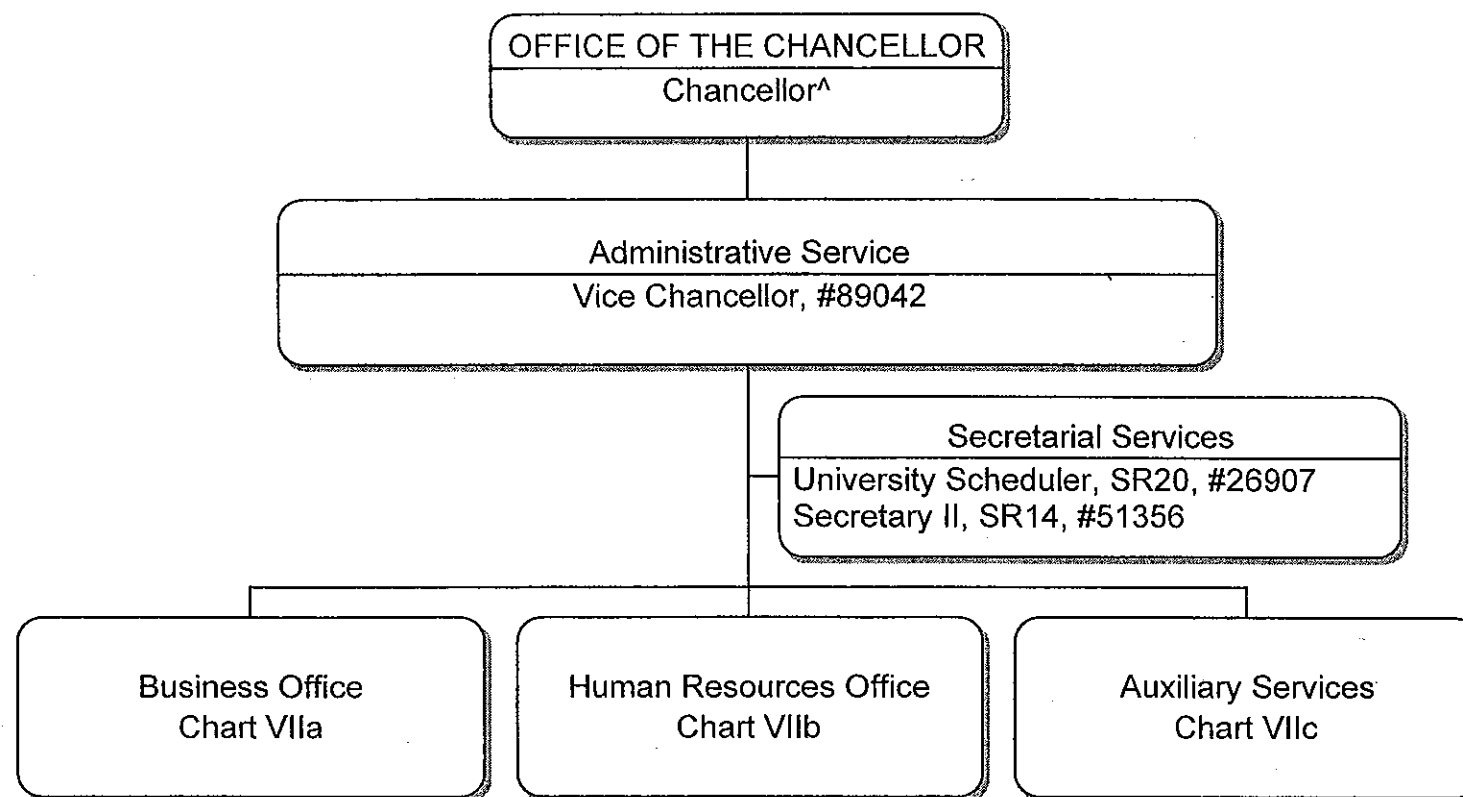 OFFICE OF THE CHANCELLOR
Chancellor^
Administrative Service
Vice Chancellor, #89042
Secretarial Services
University Scheduler, SR20, #26907
Secretary II, SR14, #51356
Business Office
Chart VIIa
Human Resources Office
Chart VIIb
Auxiliary Services
Chart VIIc